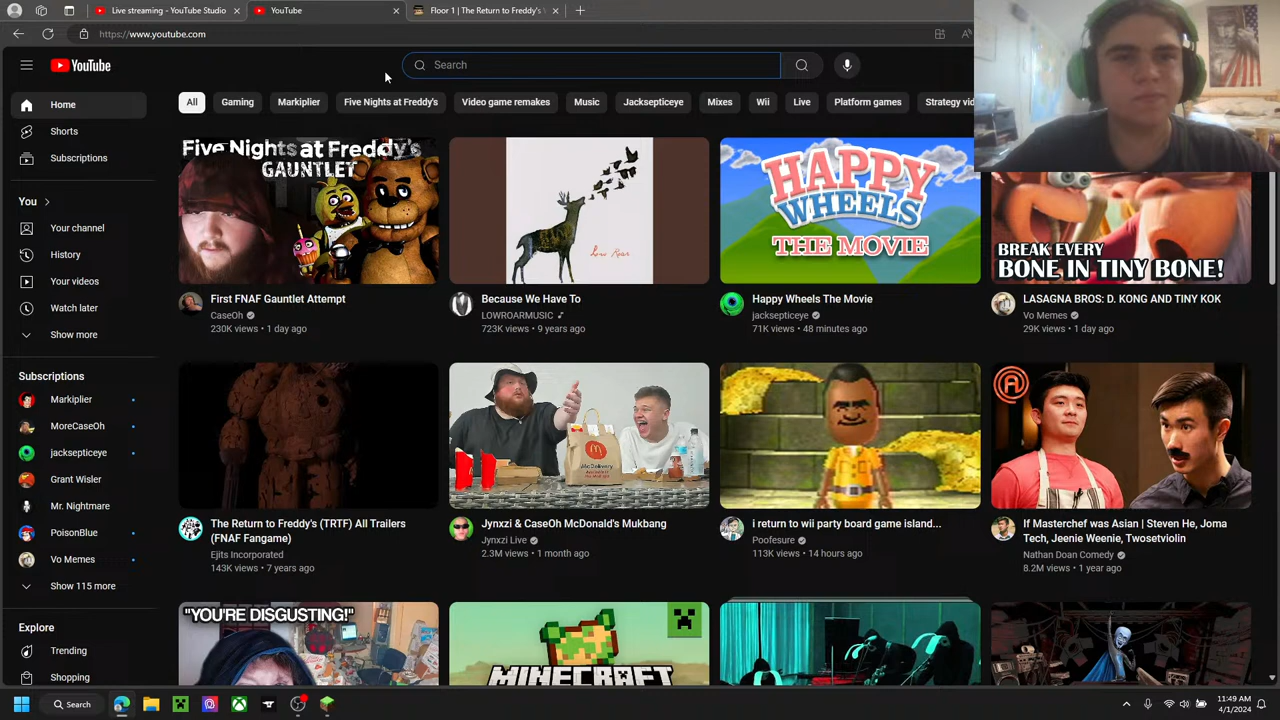 Live streaming - YouTube Studio
YouTube
Floor 1 | The Return to Freddy's
https://www.youtube.com
YouTube
Search
All
Gaming
Markiplier
Five Nights at Freddy's
Video game remakes
Music
Jacksepticeye
Mixes
Wii
Live
Platform games
Strategy vid
Home
Shorts
Subscriptions
You
Your channel
History
Your videos
Watch later
Show more
Subscriptions
Markiplier
MoreCaseOh
jacksepticeye
Grant Wisler
Mr. Nightmare
PoisonBlue
Vo Memes
Show 115 more
Explore
Trending
Shopping
Five Nights at Freddy's
GAUNTLET
First FNAF Gauntlet Attempt
CaseOh
230K views • 1 day ago
Low Roar
Because We Have To
LOWROARMUSIC
723K views • 9 years ago
HAPPY
WHEELS
THE MOVIE
Happy Wheels The Movie
jacksepticeye
71K views • 48 minutes ago
BREAK EVERY
BONE IN TINY BONE!
LASAGNA BROS: D. KONG AND TINY KOK
Vo Memes
29K views • 1 day ago
The Return to Freddy's (TRTF) All Trailers
(FNAF Fangame)
Ejits Incorporated
143K views • 7 years ago
McDelivery
Jynxzi & CaseOh McDonald's Mukbang
Jynxzi Live
2.3M views • 1 month ago
i return to wii party board game island...
Poofesure
113K views • 14 hours ago
If Masterchef was Asian | Steven He, Joma
Tech, Jeenie Weenie, Twosetviolin
Nathan Doan Comedy
8.2M views • 1 year ago
"YOU'RE DISGUSTING!"
MINECRAFT
Search
11:49 AM
4/1/2024